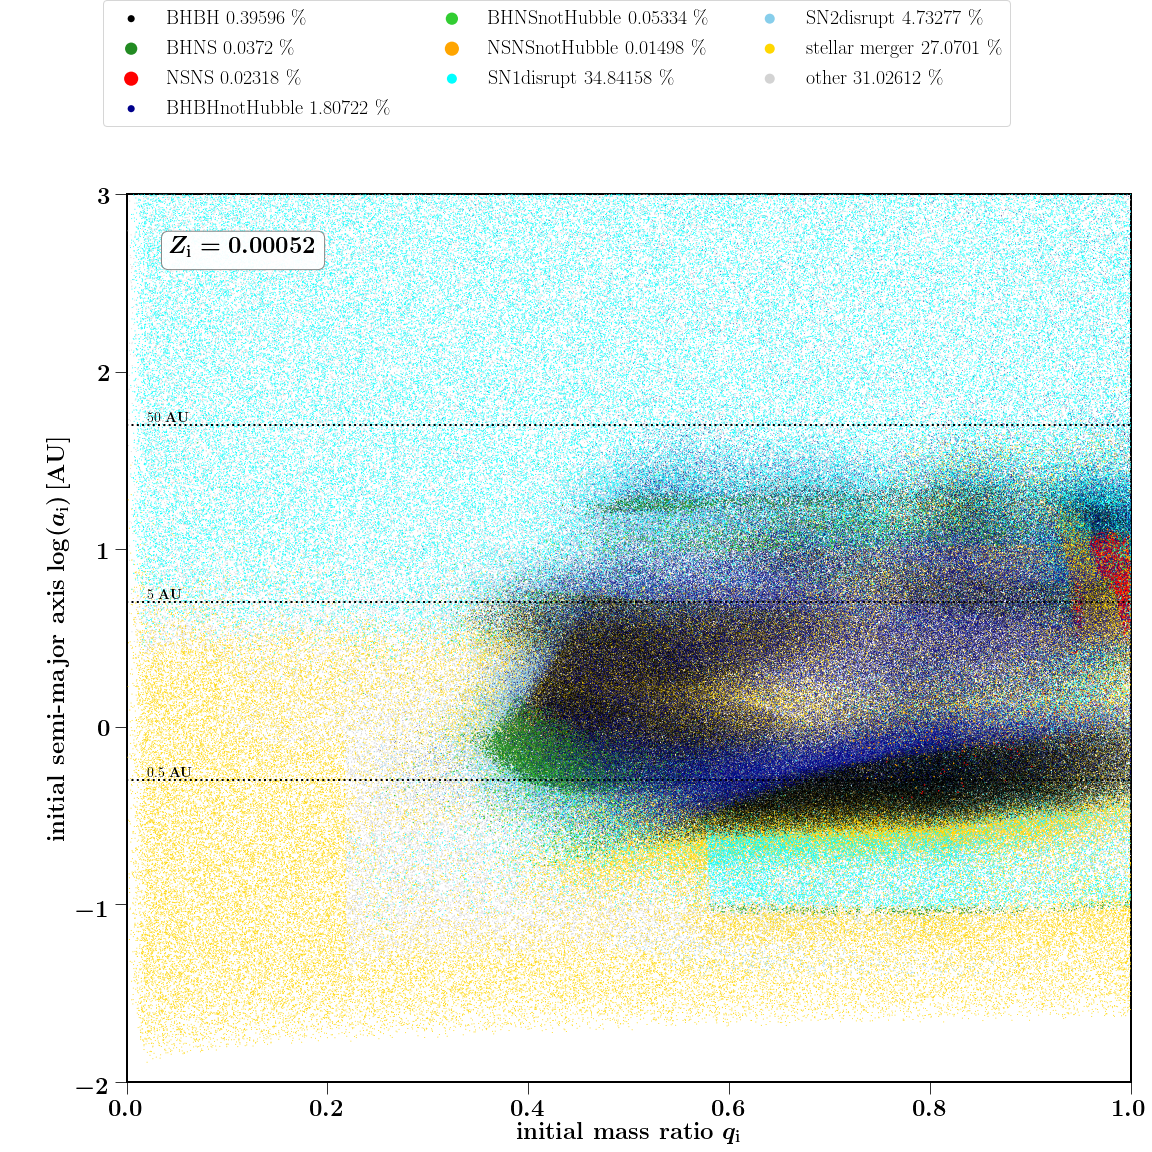 BHBH 0.39596 %
BHNS 0.0372 %
NSNS 0.02318 %
BHBHnotHubble 1.80722 %
BHNSnotHubble 0.05334 %
NSNSnotHubble 0.01498 %
SN1disrupt 34.84158 %
SN2disrupt 4.73277 %
stellar merger 27.0701 %
other 31.02612 %
3
Z_i = 0.00052
2
50 AU
1
5 AU
0
0.5 AU
−1
−2
initial semi-major axis log(a_i) [AU]
0.0 0.2 0.4 0.6 0.8 1.0
initial mass ratio q_i